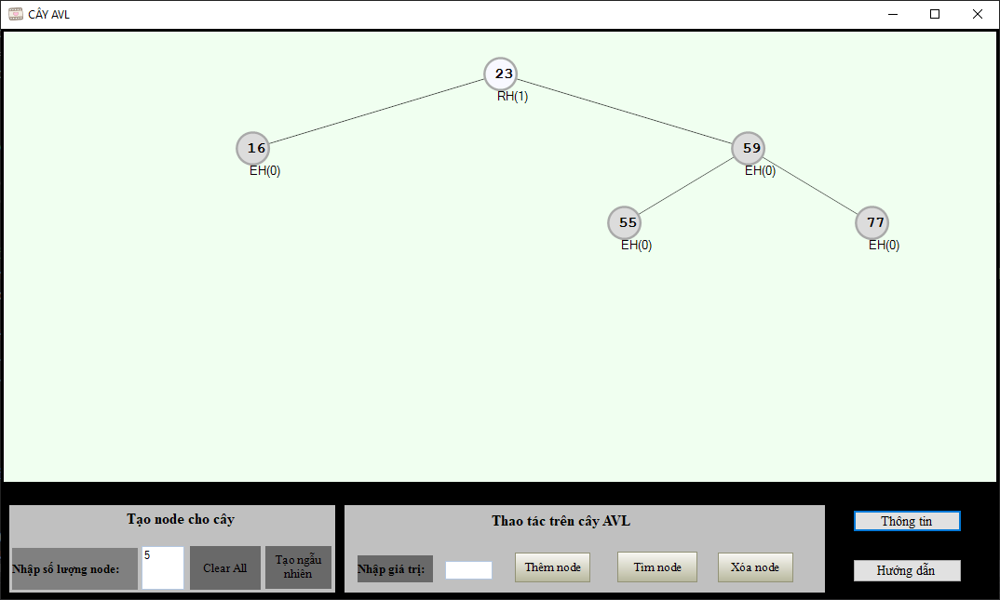 CÂY AVL
23
RH(1)
16
EH(0)
59
EH(0)
55
EH(0)
77
EH(0)
Tạo node cho cây
Nhập số lượng node:
5
Clear All
Tạo ngẫu
nhiên
Thao tác trên cây AVL
Nhập giá trị:
Thêm node
Tìm node
Xóa node
Thông tin
Hướng dẫn